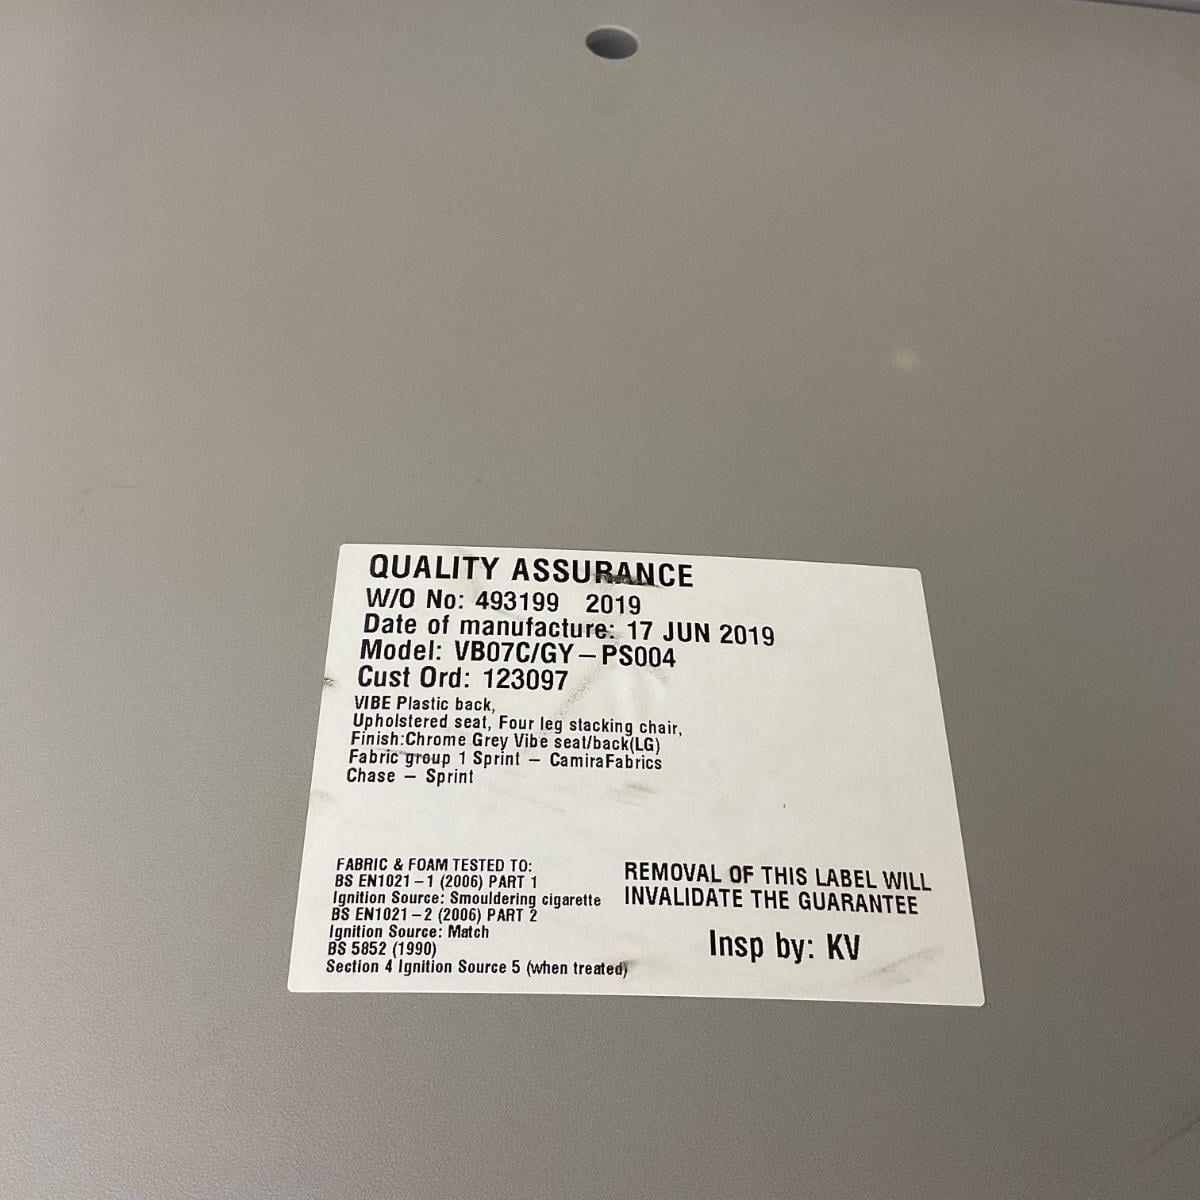 QUALITY ASSURANCE
W/O No: 493199 2019
Date of manufacture: 17 JUN 2019
Model: VB07C/GY–PS004
Cust Ord: 123097
VIBE Plastic back,
Upholstered seat, Four leg stacking chair,
Finish:Chrome Grey Vibe seat/back(LG)
Fabric group 1 Sprint – CamiraFabrics
Chase – Sprint
FABRIC & FOAM TESTED TO:
BS EN1021–1 (2006) PART 1
Ignition Source: Smouldering cigarette
BS EN1021–2 (2006) PART 2
Ignition Source: Match
BS 5852 (1990)
Section 4 Ignition Source 5 (when treated)
REMOVAL OF THIS LABEL WILL
INVALIDATE THE GUARANTEE
Insp by: KV